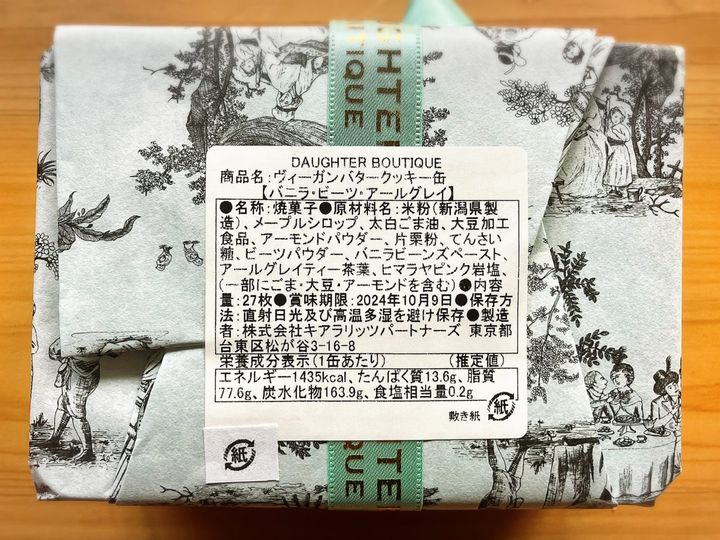 GHTER
UTIQUE
DAUGHTER BOUTIQUE
商品名:ヴィーガンバタークッキー缶
【バニラ・ビーツ・アールグレイ】
●名称:焼菓子●原材料名:米粉(新潟県製
造)、メープルシロップ、太白ごま油、大豆加工
食品、アーモンドパウダー、片栗粉、てんさい
糖、ビーツパウダー、バニラビーンズペースト、
アールグレイティー茶葉、ヒマラヤピンク岩塩、
(一部にごま・大豆・アーモンドを含む)●内容
量:27枚●賞味期限:2024年10月9日●保存方
法:直射日光及び高温多湿を避け保存●製造
者:株式会社キアラリッツパートナーズ 東京都
台東区松が谷3-16-8
栄養成分表示(1缶あたり) (推定値)
エネルギー1435kcal、たんぱく質13.6g、脂質
77.6g、炭水化物163.9g、食塩相当量0.2g
敷き紙 紙
紙
GHTER
UTIQUE